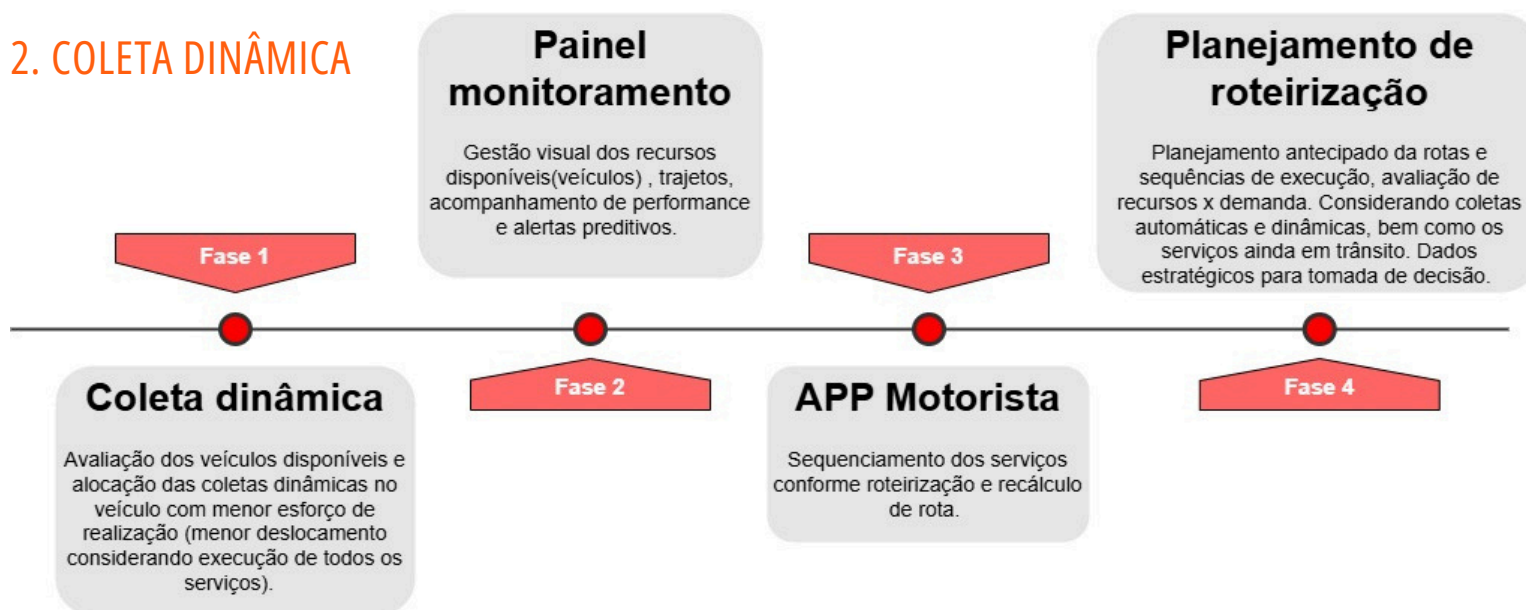 2. COLETA DINÂMICA
Fase 1
Coleta dinâmica
Avaliação dos veículos disponíveis e
alocação das coletas dinâmicas no
veículo com menor esforço de
realização (menor deslocamento
considerando execução de todos os
serviços).
Painel
monitoramento
Gestão visual dos recursos
disponíveis(veículos) , trajetos,
acompanhamento de performance
e alertas preditivos.
Fase 2
Fase 3
APP Motorista
Sequenciamento dos serviços
conforme roteirização e recálculo
de rota.
Planejamento de
roteirização
Planejamento antecipado da rotas e
sequências de execução, avaliação de
recursos x demanda. Considerando coletas
automáticas e dinâmicas, bem como os
serviços ainda em trânsito. Dados
estratégicos para tomada de decisão.
Fase 4